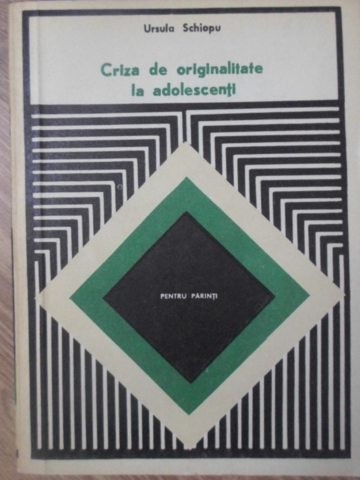 Ursula Schiopu
Criza de originalitate
la adolescenți
PENTRU PĂRINȚI